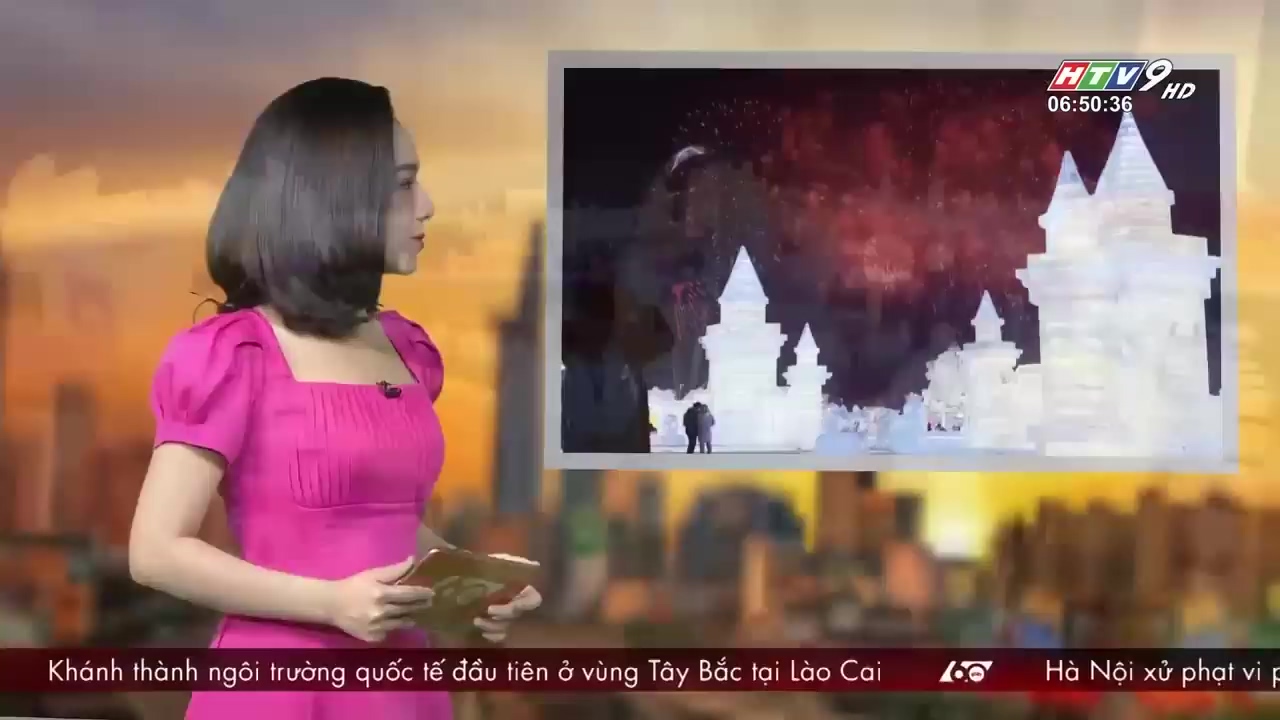 HTV9 HD
06:50:36
Khánh thành ngôi trường quốc tế đầu tiên ở vùng Tây Bắc tại Lào Cai 60 Hà Nội xử phạt vi